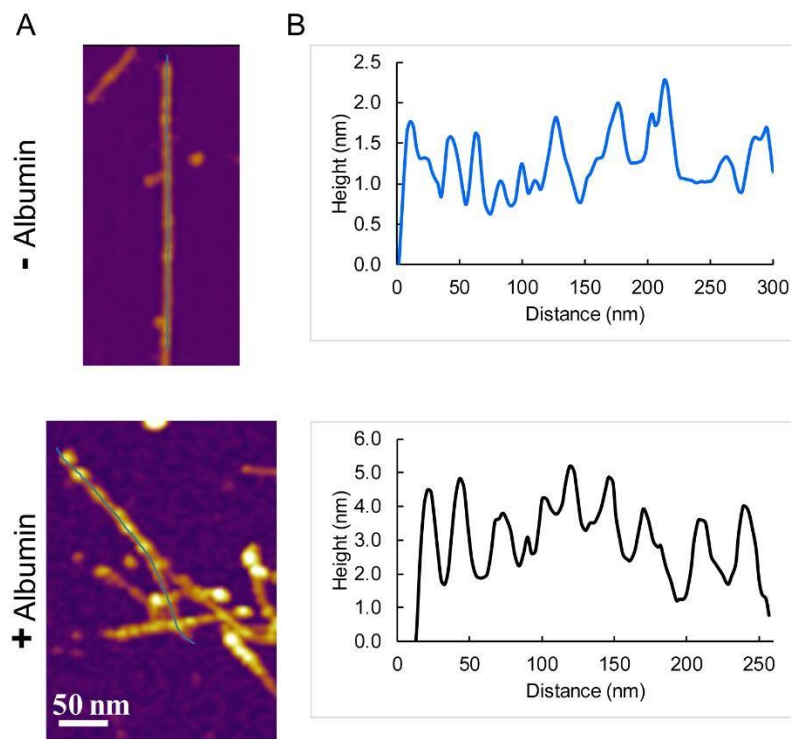 A
B
- Albumin
Height (nm)
2.5
2.0
1.5
1.0
0.5
0.0
0 50 100 150 200 250 300
Distance (nm)
+ Albumin
50 nm
Height (nm)
6.0
5.0
4.0
3.0
2.0
1.0
0.0
0 50 100 150 200 250
Distance (nm)